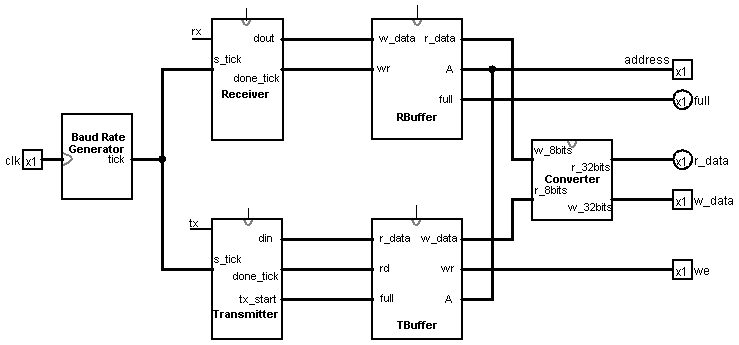 rx
dout
s_tick
done_tick
Receiver
w_data
r_data
wr
A
full
RBuffer
address
x1
x1
full
clk
x1
Baud Rate
Generator
tick
w_8bits
r_32bits
Converter
r_8bits
w_32bits
x1
r_data
x1
w_data
tx
din
s_tick
done_tick
tx_start
Transmitter
r_data
w_data
rd
wr
full
A
TBuffer
x1
we